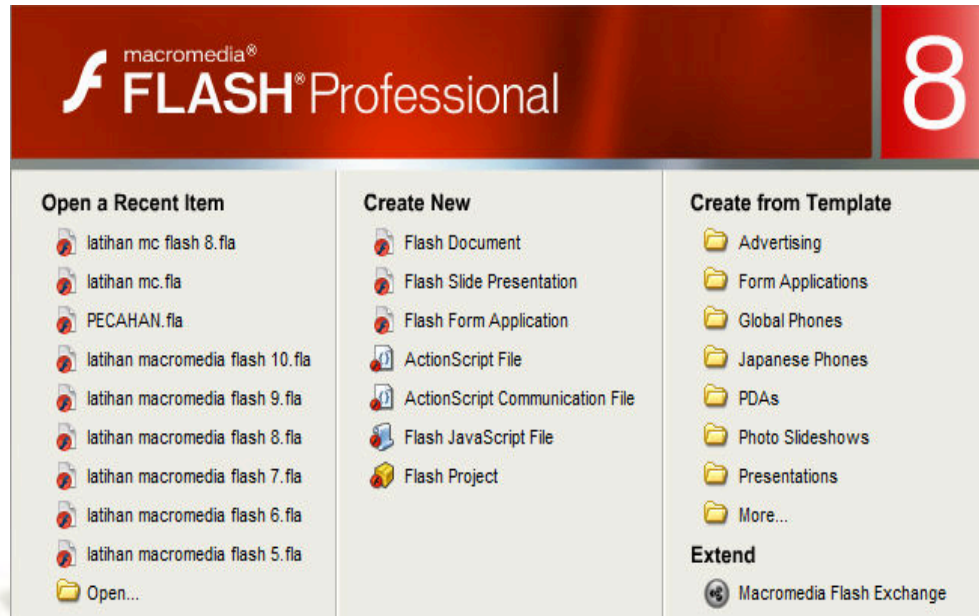 macromedia®
FLASH® Professional
8
Open a Recent Item
latihan mc flash 8.fla
latihan mc.fla
PECAHAN.fla
latihan macromedia flash 10.fla
latihan macromedia flash 9.fla
latihan macromedia flash 8.fla
latihan macromedia flash 7.fla
latihan macromedia flash 6.fla
latihan macromedia flash 5.fla
Open...
Create New
Flash Document
Flash Slide Presentation
Flash Form Application
ActionScript File
ActionScript Communication File
Flash JavaScript File
Flash Project
Create from Template
Advertising
Form Applications
Global Phones
Japanese Phones
PDAs
Photo Slideshows
Presentations
More...
Extend
Macromedia Flash Exchange